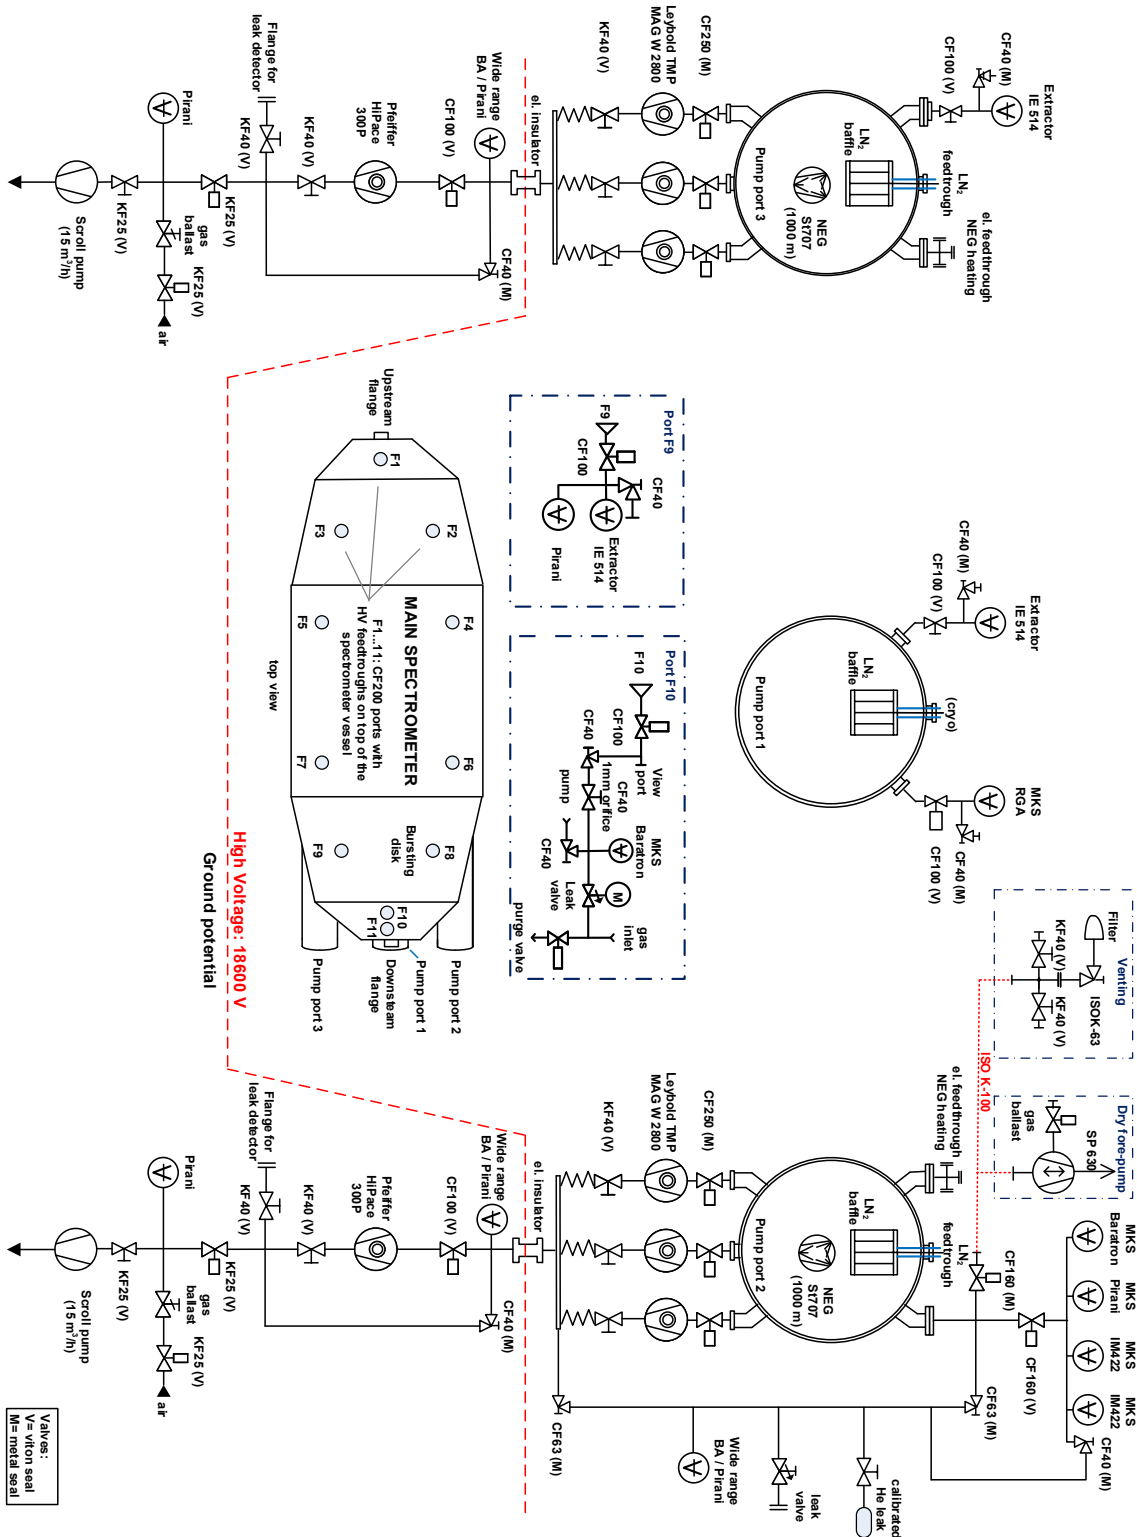 Flange for
leak detector
Pirani
KF40 (V)
KF40 (V)
Pfeiffer
HiPace
300P
CF100 (V)
Wide range
BA / Pirani
el. insulator
KF40 (V)
Leybold TMP
MAG W 2800
CF250 (M)
CF40 (M)
CF100 (V)
Extractor
IE 514
LN2
baffle
LN2
feedthrough
Pump port 3
NEG
St707
(1000 m)
el. feedthrough
NEG heating
Scroll pump
(15 m³/h)
KF25 (V)
KF25 (V)
gas
ballast
KF25 (V)
air
CF40 (M)
Upstream
flange
F1
F2
F3
F4
F5
F6
F7
F8
F9
F10
F11
MAIN SPECTROMETER
F1...11: CF200 ports with
HV feedthroughs on top of the
spectrometer vessel
top view
Bursting
disk
Pump port 3
Downsteam
flange
Pump port 1
Pump port 2
High Voltage: 18600 V
Ground potential
Port F9
F9
CF100
CF40
Extractor
IE 514
Pirani
Port F10
F10
CF100
View
port
CF40
CF40
1mm orifice
pump
CF40
MKS
Baratron
Leak
valve
M
gas
inlet
purge valve
CF40 (M)
CF100 (V)
Extractor
IE 514
LN2
baffle
(cryo)
Pump port 1
MKS
RGA
CF40 (M)
CF100 (V)
Venting
Filter
ISOK-63
KF40 (V)
KF40 (V)
ISO K-100
Dry fore-pump
SP 630
gas
ballast
Flange for
leak detector
Pirani
KF40 (V)
KF40 (V)
Pfeiffer
HiPace
300P
CF100 (V)
Wide range
BA / Pirani
el. insulator
KF40 (V)
Leybold TMP
MAG W 2800
CF250 (M)
el. feedthrough
NEG heating
LN2
baffle
LN2
feedthrough
Pump port 2
NEG
St707
(1000 m)
CF160 (M)
CF160 (V)
MKS
Baratron
MKS
Pirani
MKS
IM422
MKS
IM422
CF40 (M)
CF63 (M)
CF63 (M)
Wide range
BA / Pirani
leak
valve
calibrated
He leak
Scroll pump
(15 m³/h)
KF25 (V)
KF25 (V)
gas
ballast
KF25 (V)
air
CF40 (M)
Valves:
V= viton seal
M= metal seal